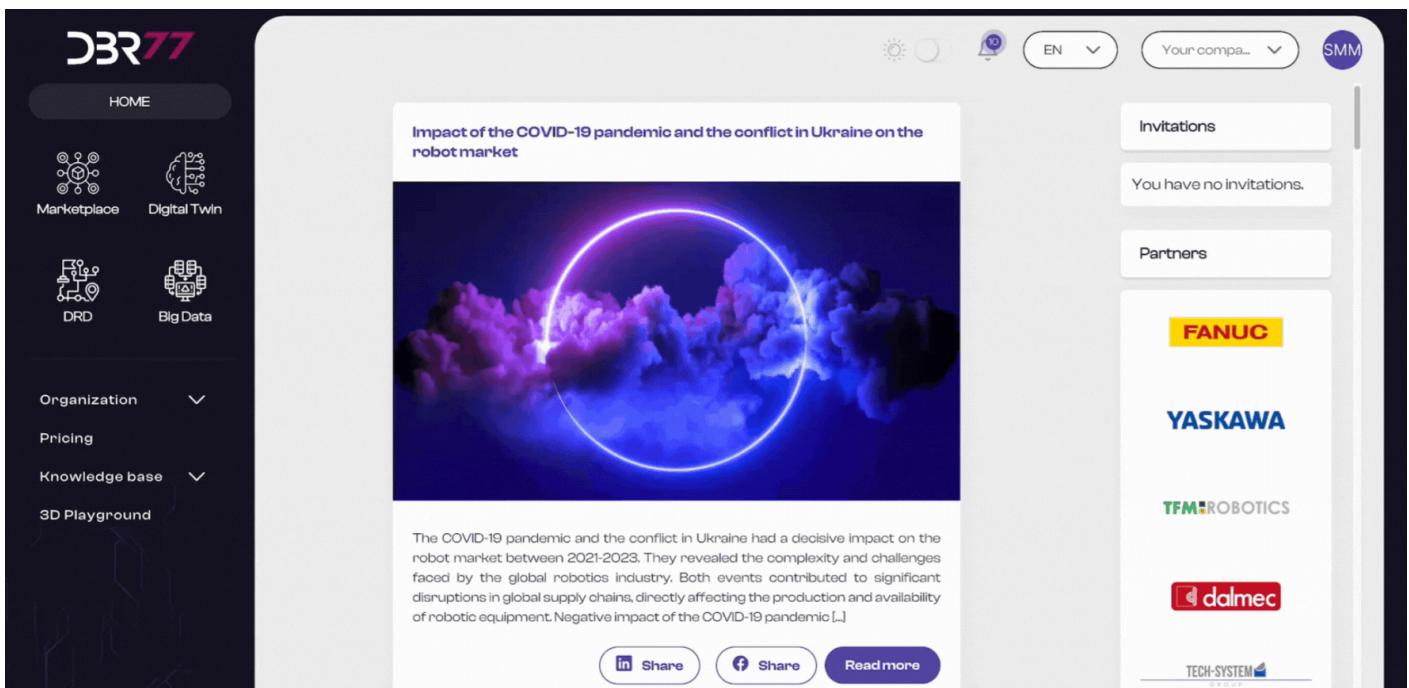 DBR77
HOME
Marketplace
Digital Twin
DRD
Big Data
Organization
Pricing
Knowledge base
3D Playground
10
EN
Your compa...
SMM
Impact of the COVID-19 pandemic and the conflict in Ukraine on the
robot market
The COVID-19 pandemic and the conflict in Ukraine had a decisive impact on the
robot market between 2021-2023. They revealed the complexity and challenges
faced by the global robotics industry. Both events contributed to significant
disruptions in global supply chains, directly affecting the production and availability
of robotic equipment. Negative impact of the COVID-19 pandemic [...]
in Share
f Share
Read more
Invitations
You have no invitations.
Partners
FANUC
YASKAWA
TFM ROBOTICS
dalmec
TECH-SYSTEM
GROUP